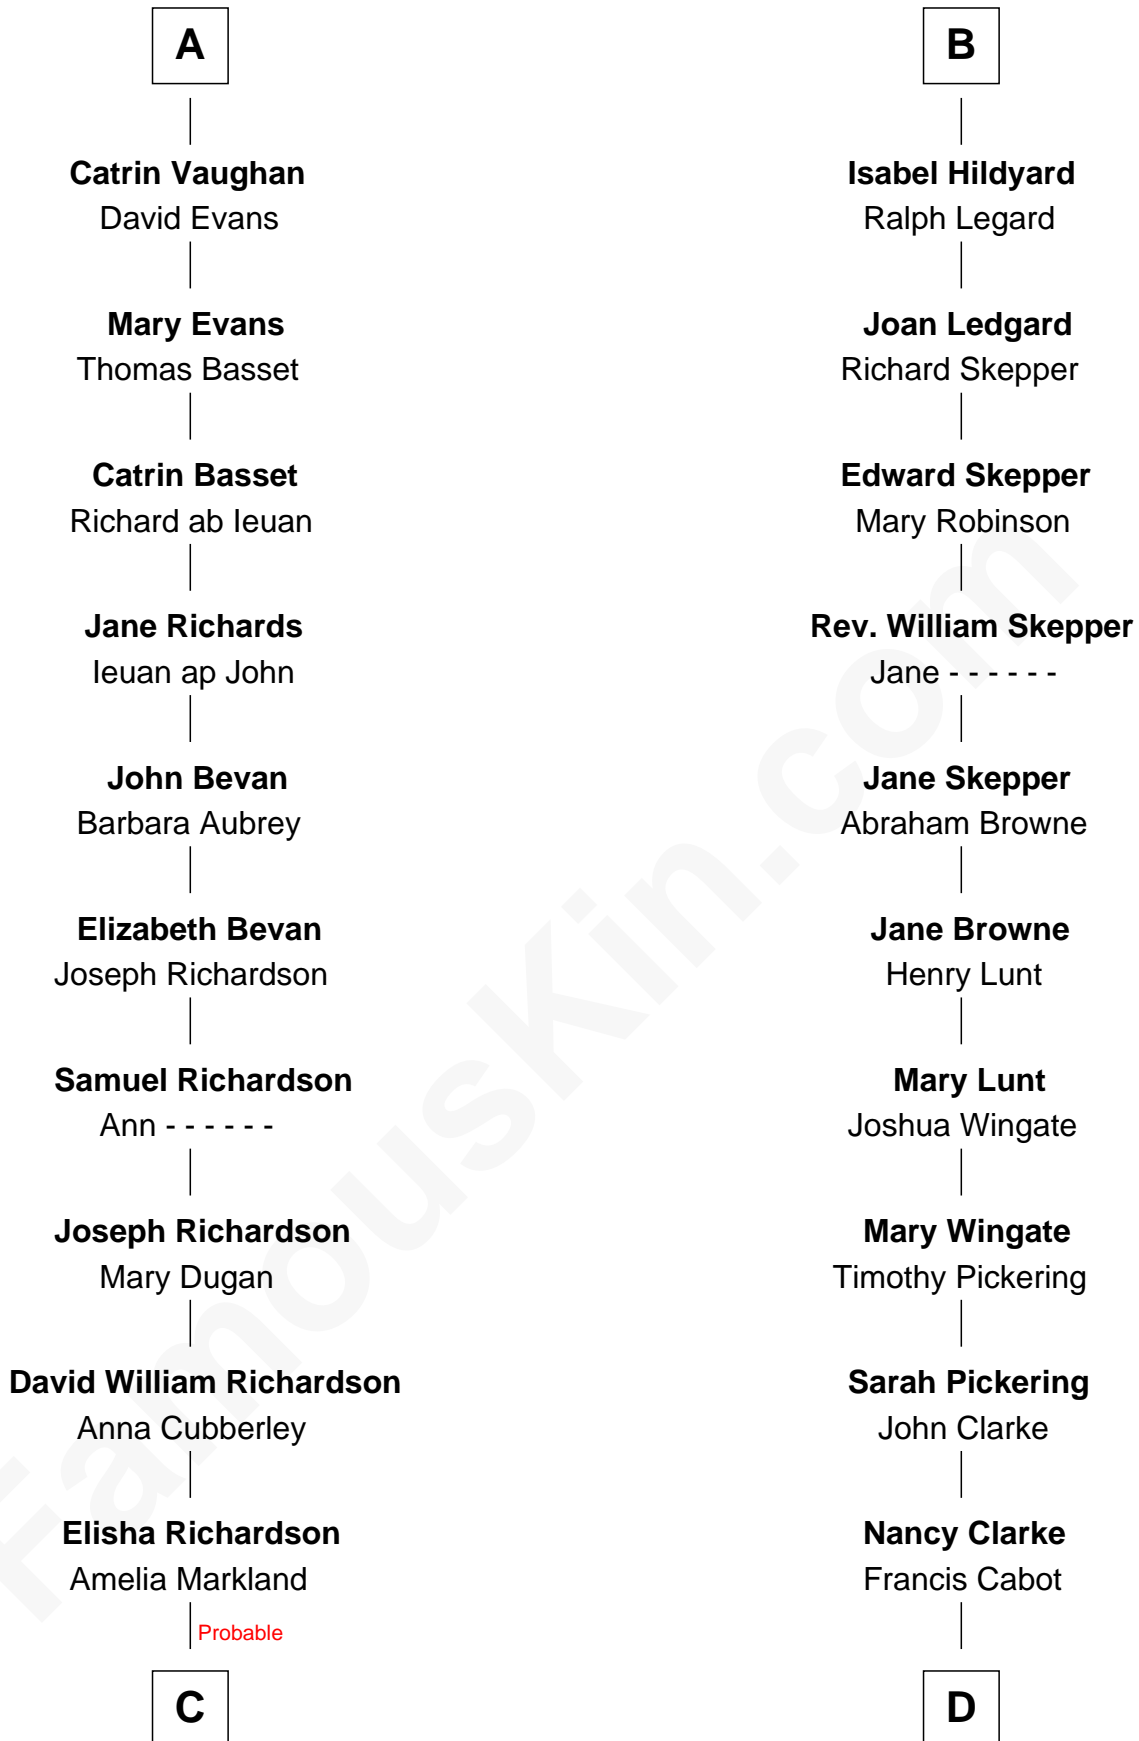 A
Catrin Vaughan
David Evans
Mary Evans
Thomas Basset
Catrin Basset
Richard ab Ieuan
Jane Richards
Ieuan ap John
John Bevan
Barbara Aubrey
Elizabeth Bevan
Joseph Richardson
Samuel Richardson
Ann - - - - - -
Joseph Richardson
Mary Dugan
David William Richardson
Anna Cubberley
Elisha Richardson
Amelia Markland
Probable
C
B
Isabel Hildyard
Ralph Legard
Joan Ledgard
Richard Skepper
Edward Skepper
Mary Robinson
Rev. William Skepper
Jane - - - - - -
Jane Skepper
Abraham Browne
Jane Browne
Henry Lunt
Mary Lunt
Joshua Wingate
Mary Wingate
Timothy Pickering
Sarah Pickering
John Clarke
Nancy Clarke
Francis Cabot
D
FamousKin.com